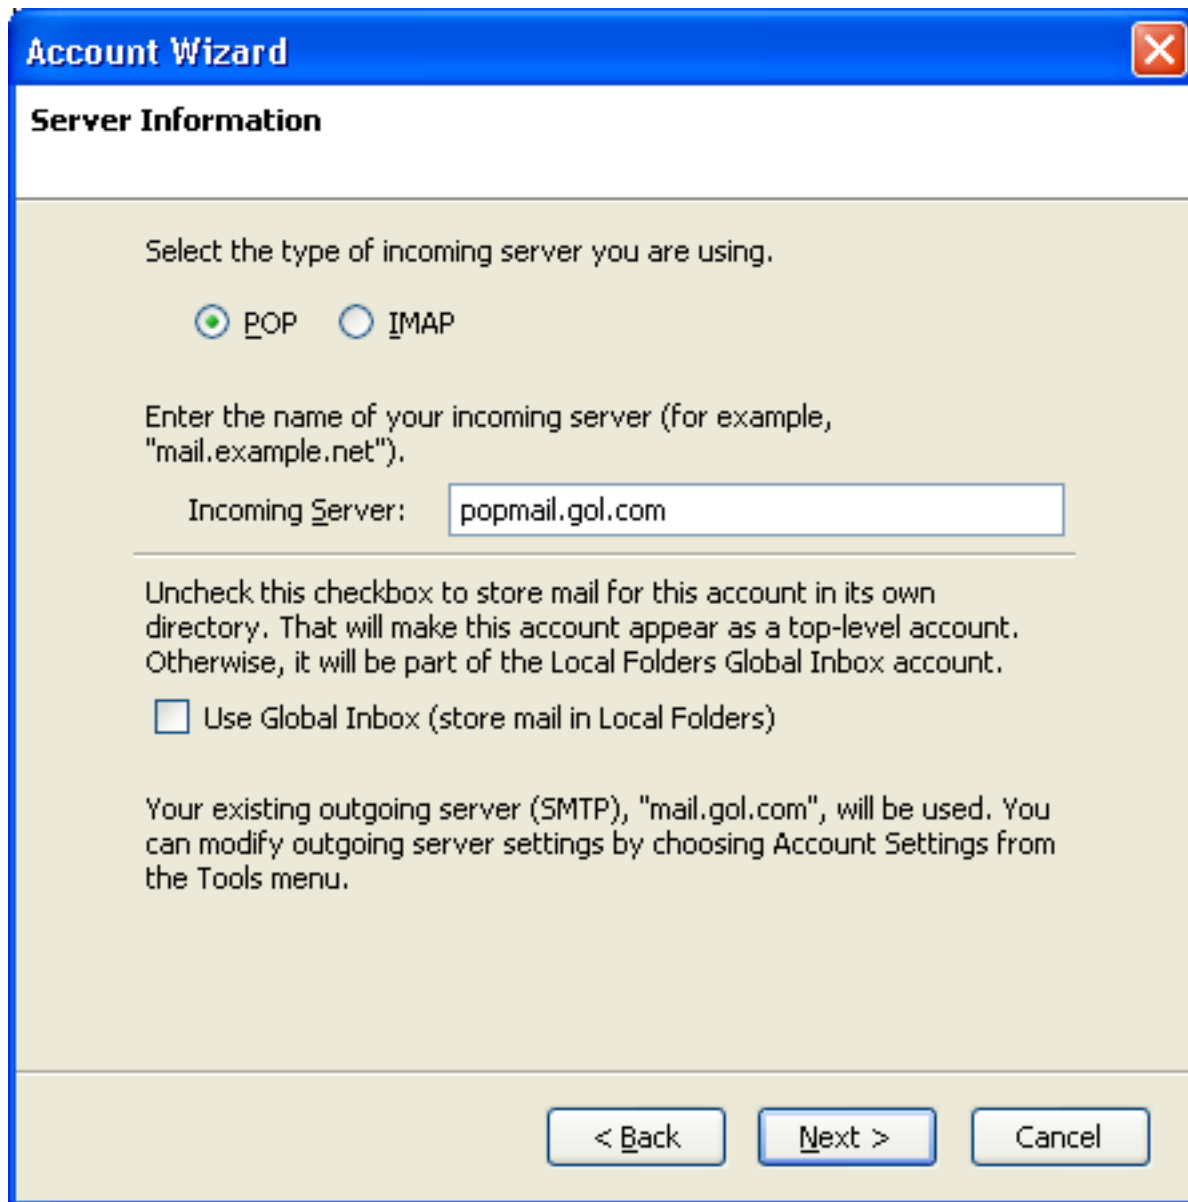 Account Wizard
Server Information
Select the type of incoming server you are using.
POP IMAP
Enter the name of your incoming server (for example,
"mail.example.net").
Incoming Server: popmail.gol.com
Uncheck this checkbox to store mail for this account in its own
directory. That will make this account appear as a top-level account.
Otherwise, it will be part of the Local Folders Global Inbox account.
Use Global Inbox (store mail in Local Folders)
Your existing outgoing server (SMTP), "mail.gol.com", will be used. You
can modify outgoing server settings by choosing Account Settings from
the Tools menu.
< Back Next > Cancel